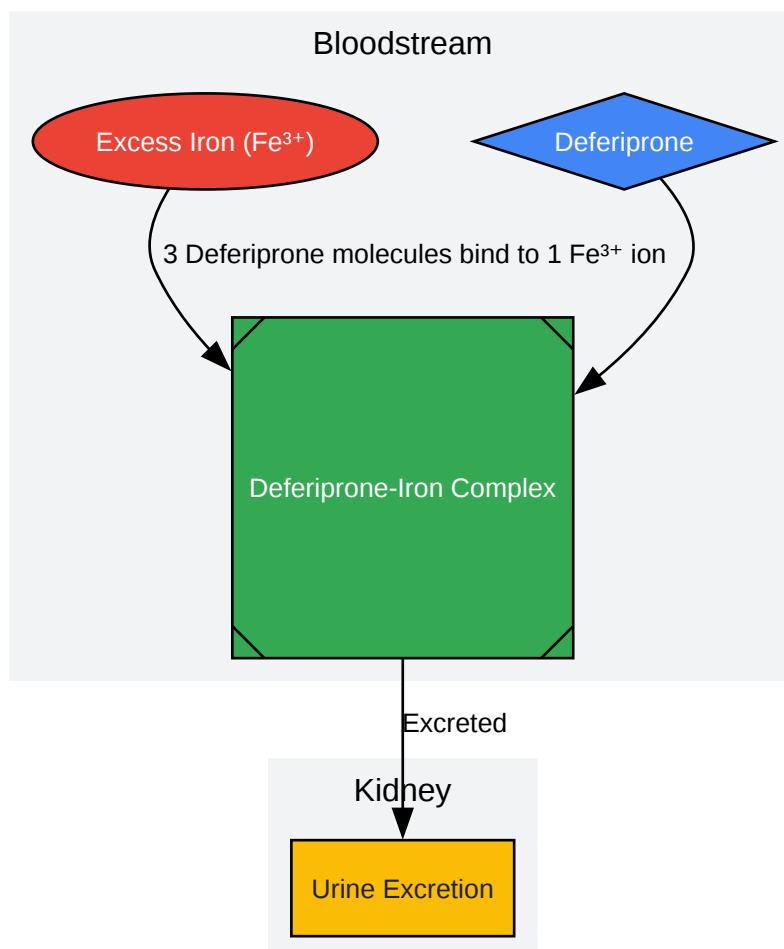 Bloodstream
Excess Iron (Fe³⁺)
Deferiprone
3 Deferiprone molecules bind to 1 Fe³⁺ ion
Deferiprone-Iron Complex
Excreted
Kidney
Urine Excretion